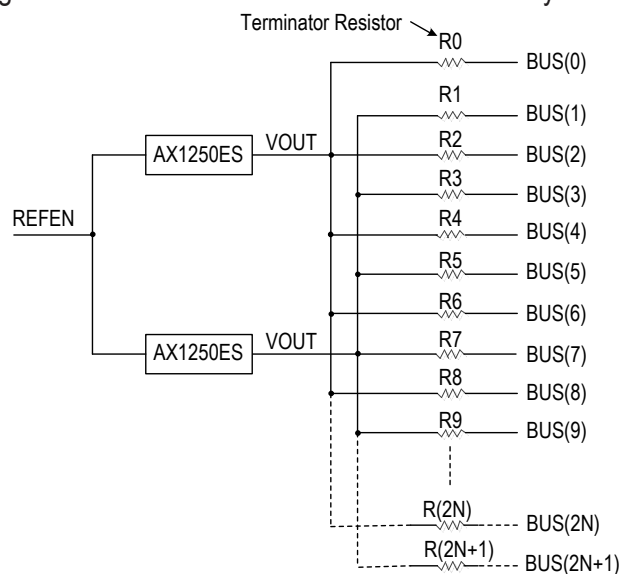 Terminator Resistor
R0
BUS(0)
R1
BUS(1)
AX1250ES
VOUT
R2
BUS(2)
R3
BUS(3)
REFEN
R4
BUS(4)
R5
BUS(5)
R6
BUS(6)
AX1250ES
VOUT
R7
BUS(7)
R8
BUS(8)
R9
BUS(9)
R(2N)
BUS(2N)
R(2N+1)
BUS(2N+1)